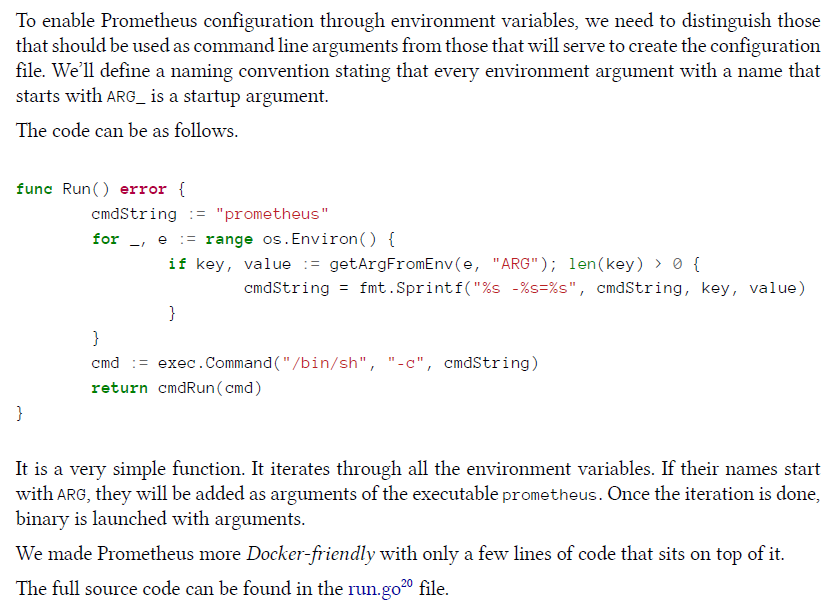 To enable Prometheus configuration through environment variables, we need to distinguish those
that should be used as command line arguments from those that will serve to create the configuration
file. We’ll define a naming convention stating that every environment argument with a name that
starts with ARG_ is a startup argument.
The code can be as follows.
func Run() error {
        cmdString := "prometheus"
        for _, e := range os.Environ() {
                if key, value := getArgFromEnv(e, "ARG"); len(key) > 0 {
                        cmdString = fmt.Sprintf("%s -%s=%s", cmdString, key, value)
                }
        }
        cmd := exec.Command("/bin/sh", "-c", cmdString)
        return cmdRun(cmd)
}
It is a very simple function. It iterates through all the environment variables. If their names start
with ARG, they will be added as arguments of the executable prometheus. Once the iteration is done,
binary is launched with arguments.
We made Prometheus more Docker-friendly with only a few lines of code that sits on top of it.
The full source code can be found in the run.go²⁰ file.